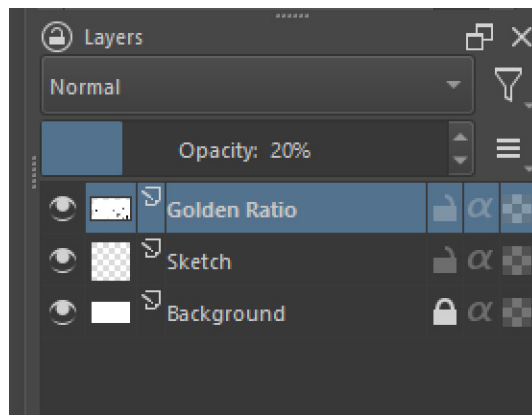 Layers
Normal
Opacity: 20%
Golden Ratio
α
Sketch
α
Background
α